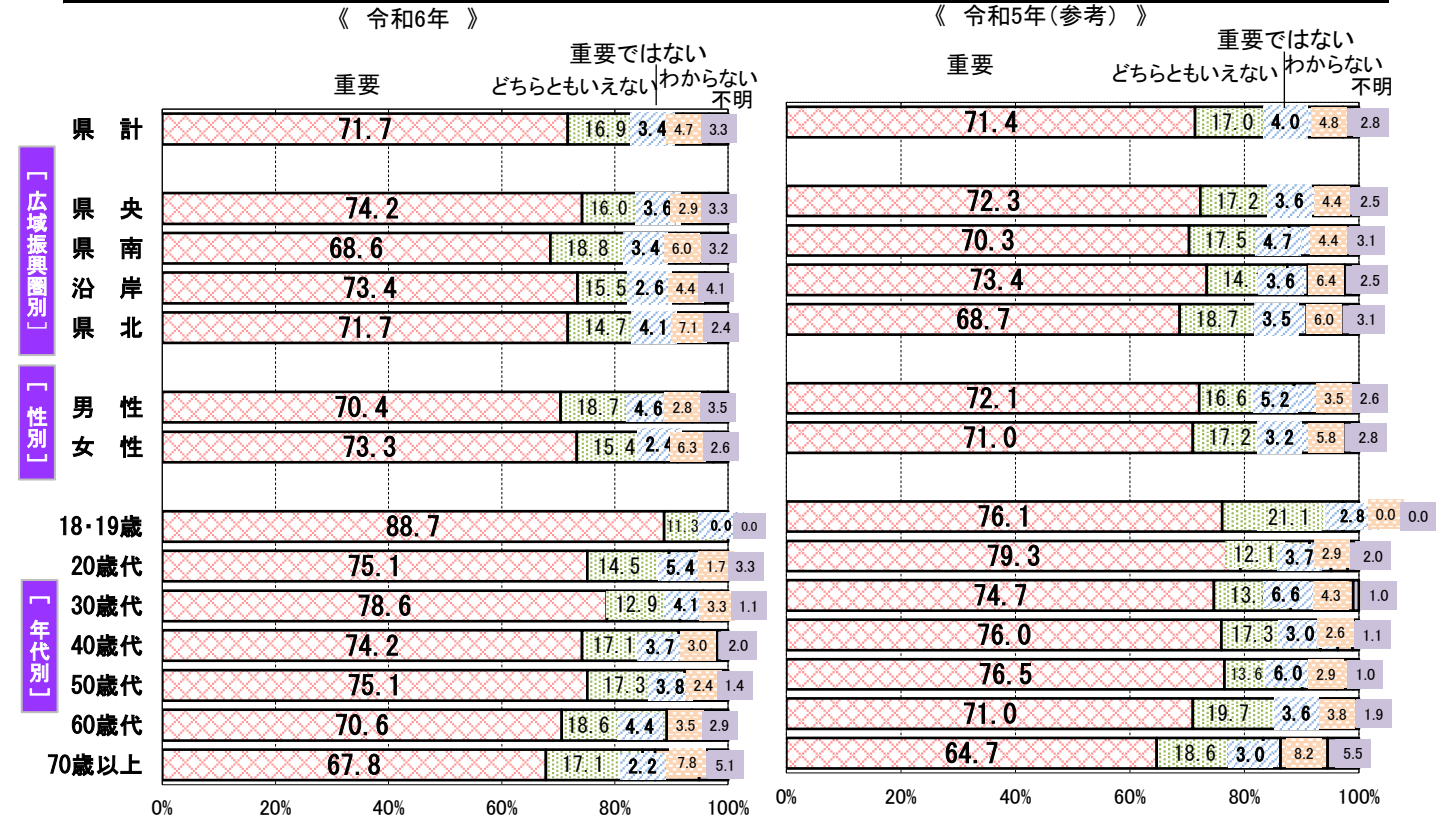 《 令和6年 》
重要 どちらともいえない 重要ではない わからない 不明
県 計 71.7 16.9 3.4 4.7 3.3
[広域振興圏別]
県 央 74.2 16.0 3.6 2.9 3.3
県 南 68.6 18.8 3.4 6.0 3.2
沿 岸 73.4 15.5 2.6 4.4 4.1
県 北 71.7 14.7 4.1 7.1 2.4
[性別]
男 性 70.4 18.7 4.6 2.8 3.5
女 性 73.3 15.4 2.4 6.3 2.6
[年代別]
18・19歳 88.7 11.3 0.0 0.0
20歳代 75.1 14.5 5.4 1.7 3.3
30歳代 78.6 12.9 4.1 3.3 1.1
40歳代 74.2 17.1 3.7 3.0 2.0
50歳代 75.1 17.3 3.8 2.4 1.4
60歳代 70.6 18.6 4.4 3.5 2.9
70歳以上 67.8 17.1 2.2 7.8 5.1
0% 20% 40% 60% 80% 100%
《 令和5年(参考) 》
重要 どちらともいえない 重要ではない わからない 不明
71.4 17.0 4.0 4.8 2.8
72.3 17.2 3.6 4.4 2.5
70.3 17.5 4.7 4.4 3.1
73.4 14. 3.6 6.4 2.5
68.7 18.7 3.5 6.0 3.1
72.1 16.6 5.2 3.5 2.6
71.0 17.2 3.2 5.8 2.8
76.1 21.1 2.8 0.0 0.0
79.3 12.1 3.7 2.9 2.0
74.7 13. 6.6 4.3 1.0
76.0 17.3 3.0 2.6 1.1
76.5 13.6 6.0 2.9 1.0
71.0 19.7 3.6 3.8 1.9
64.7 18.6 3.0 8.2 5.5
0% 20% 40% 60% 80% 100%